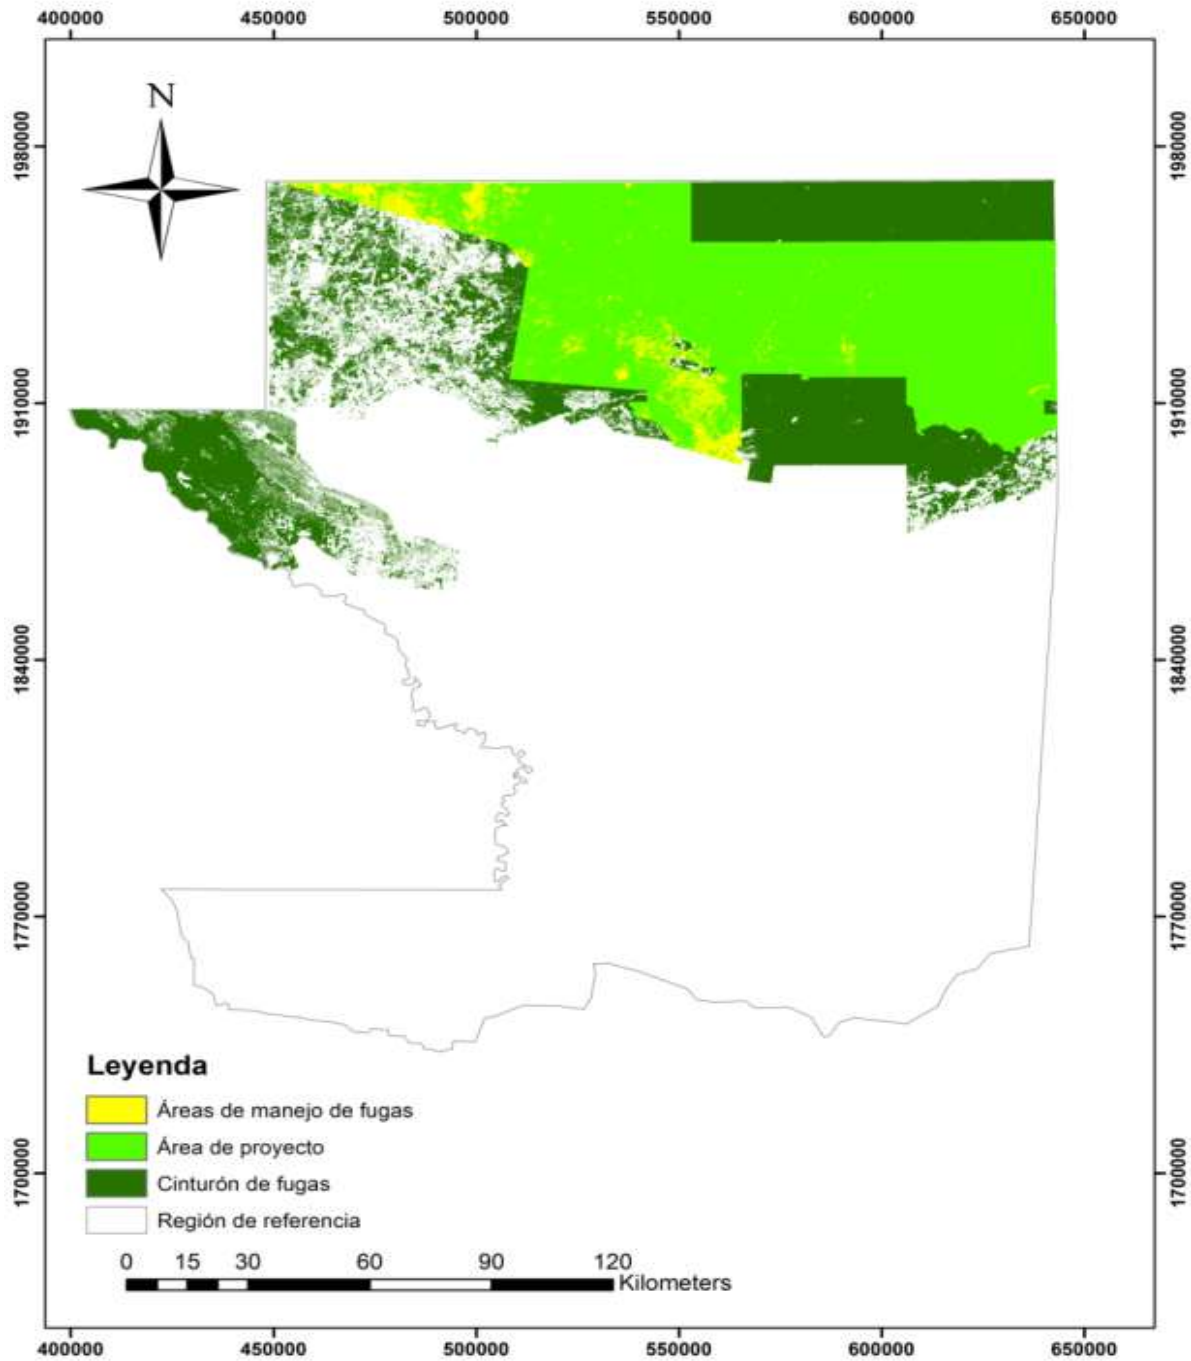 400000 450000 500000 550000 600000 650000
N
1980000 1980000
1910000 1910000
1840000 1840000
1770000 1770000
1700000 1700000
Leyenda
Áreas de manejo de fugas
Área de proyecto
Cinturón de fugas
Región de referencia
0 15 30 60 90 120
Kilometers
400000 450000 500000 550000 600000 650000